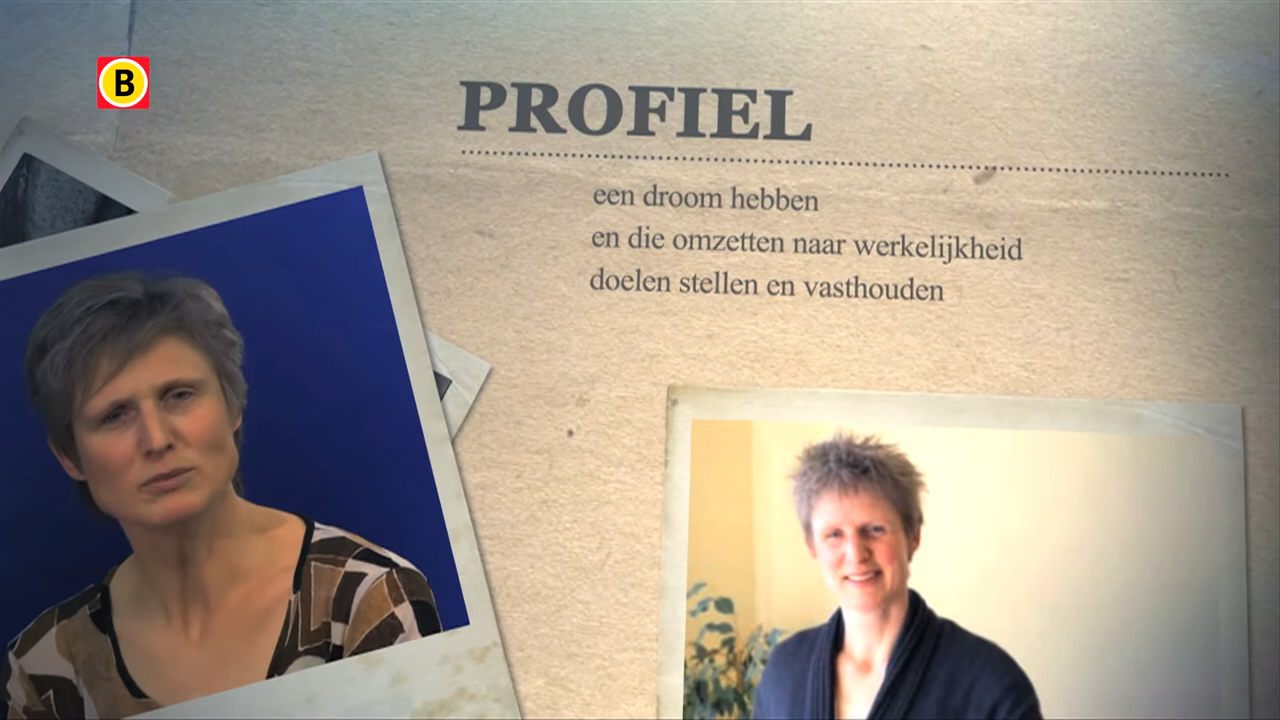 B
PROFIEL
een droom hebben
en die omzetten naar werkelijkheid
doelen stellen en vasthouden